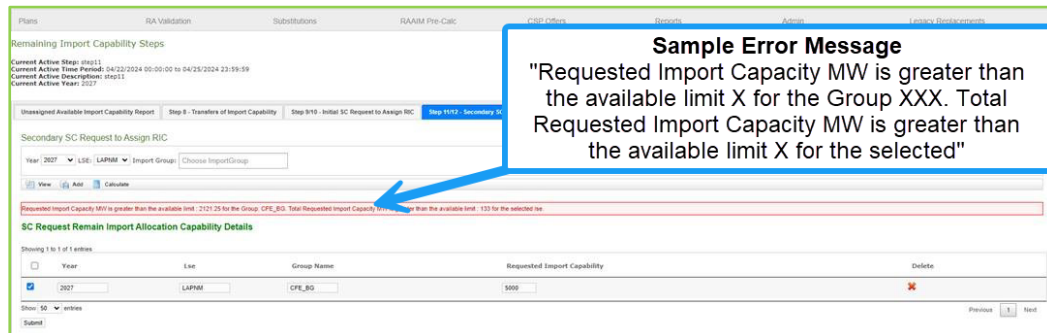 Plans RA Validation Substitutions RAAIM Pre-Calc CSP Offers Reports Admin Legacy Replacements
Remaining Import Capability Steps
Current Active Step: step11
Current Active Time Period: 04/22/2024 00:00:00 to 04/25/2024 23:59:59
Current Active Description: step11
Current Active Year: 2027
Sample Error Message
"Requested Import Capacity MW is greater than
the available limit X for the Group XXX. Total
Requested Import Capacity MW is greater than
the available limit X for the selected"
Unassigned Available Import Capability Report Step 8 - Transfers of Import Capability Step 9/10 - Initial SC Request to Assign RIC Step 11/12 - Secondary SC
Secondary SC Request to Assign RIC
Year 2027 LSE: LAPNM Import Group: Choose ImportGroup
View Add Calculate
Requested Import Capacity MW is greater than the available limit : 2121.25 for the Group :CFE_BG. Total Requested Import Capacity than the available limit : 133 for the selected lse.
SC Request Remain Import Allocation Capability Details
Showing 1 to 1 of 1 entries
Year Lse Group Name Requested Import Capability Delete
2027 LAPNM CFE_BG 5000
Show 50 entries Previous 1 Next
Submit